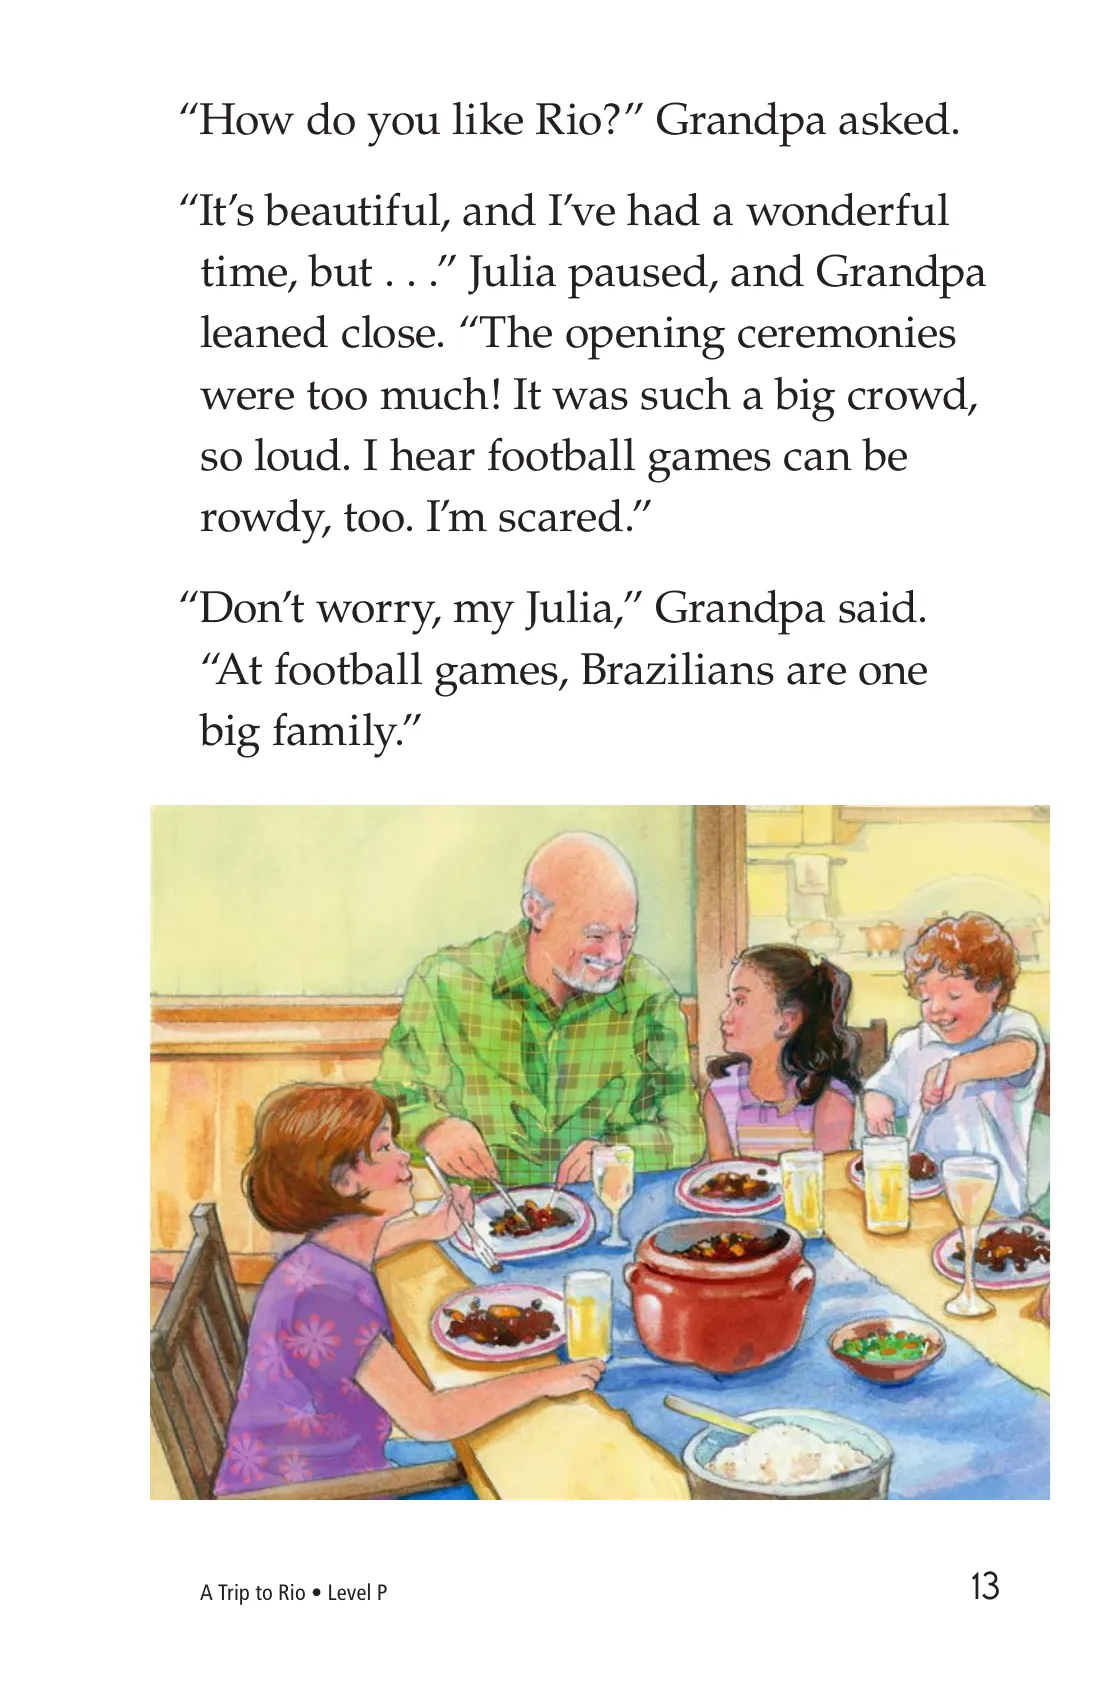 “How do you like Rio?” Grandpa asked.
“It’s beautiful, and I’ve had a wonderful
time, but . . .” Julia paused, and Grandpa
leaned close. “The opening ceremonies
were too much! It was such a big crowd,
so loud. I hear football games can be
rowdy, too. I’m scared.”
“Don’t worry, my Julia,” Grandpa said.
“At football games, Brazilians are one
big family.”
A Trip to Rio • Level P
13